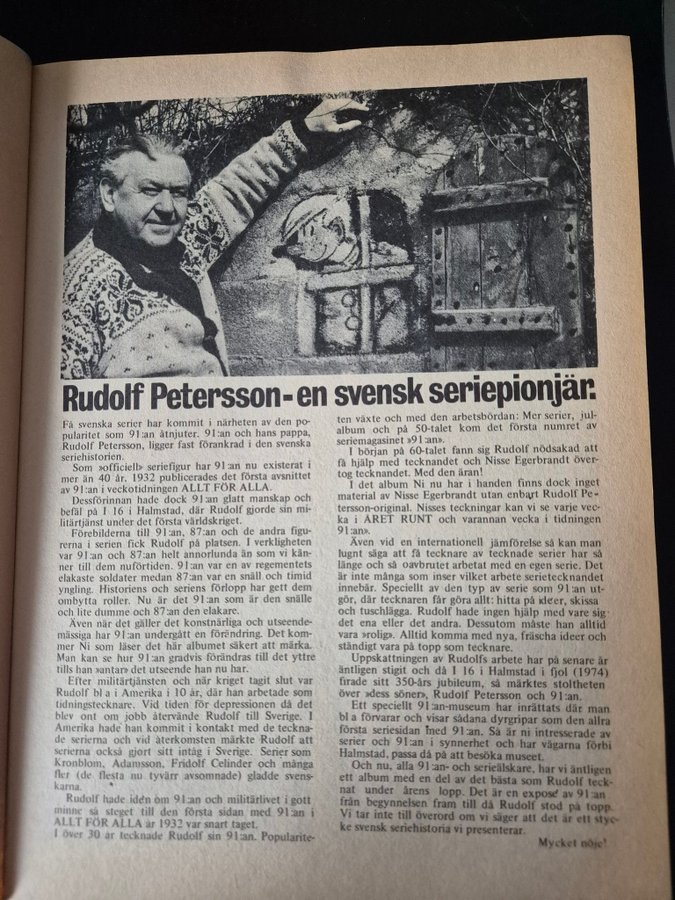 Rudolf Petersson-en svensk seriepionjär.
Få svenska serier har kommit i närheten av den po-
pularitet som 91:an åtnjuter. 91:an och hans pappa,
Rudolf Petersson, ligger fast förankrad i den svenska
seriehistorien.
Som »officiell» seriefigur har 91:an nu existerat i
mer än 40 år. 1932 publicerades det första avsnittet
av 91:an i veckotidningen ALLT FÖR ALLA.
Dessförinnan hade dock 91:an glatt manskap och
befäl på I 16 i Halmstad, där Rudolf gjorde sin mi-
litärtjänst under det första världskriget.
Förebilderna till 91:an, 87:an och de andra figu-
rerna i serien fick Rudolf på platsen. I verkligheten
var 91:an och 87:an helt annorlunda än som vi kän-
ner till dem nuförtiden. 91:an var en av regementets
elakaste soldater medan 87:an var en snäll och timid
yngling. Historiens och seriens förlopp har gett dem
ombytta roller. Nu är det 91:an som är den snälle
och lite dumme och 87:an den elakare.
Även när det gäller det konstnärliga och utseende-
mässiga har 91:an undergått en förändring. Det kom-
mer Ni som läser det här albumet säkert att märka.
Man kan se hur 91:an gradvis förändras till det yttre
tills han antar det utseende han nu har.
Efter militärtjänsten och när kriget tagit slut var
Rudolf bl a i Amerika i 10 år, där han arbetade som
tidningstecknare. Vid tiden för depressionen då det
blev ont om jobb återvände Rudolf till Sverige. I
Amerika hade han kommit i kontakt med de teckna-
de serierna och vid återkomsten märkte Rudolf att
serierna också gjort sitt intåg i Sverige. Serier som
Kronblom, Adamsson, Fridolf Celinder och många
fler (de flesta nu tyvärr avsomnade) gladde svens-
karna.
Rudolf hade idén om 91:an och militärlivet i gott
minne så steget till den första sidan med 91:an i
ALLT FÖR ALLA år 1932 var snart taget.
I över 30 år tecknade Rudolf sin 91:an. Popularite-
ten växte och med den arbetsbördan: Mer serier, jul-
album och på 50-talet kom det första numret av
seriemagasinet »91:an».
I början på 60-talet fann sig Rudolf nödsakad att
få hjälp med tecknandet och Nisse Egerbrandt över-
tog tecknandet. Med den äran!
I det album Ni nu har i handen finns dock inget
material av Nisse Egerbrandt utan enbart Rudolf Pe-
tersson-original. Nisses teckningar kan vi se varje vec-
ka i ÅRET RUNT och varannan vecka i tidningen
91:an».
Även vid en internationell jämförelse så kan man
lugnt säga att få tecknare av tecknade serier har så
länge och så oavbrutet arbetat med en egen serie. Det
är inte många som inser vilket arbete serietecknandet
innebär. Speciellt av den typ av serie som 91:an ut-
gör, där tecknaren får göra allt: hitta på idéer, skissa
och tuschlägga. Rudolf hade ingen hjälp med vare sig
det ena eller det andra. Dessutom måste han alltid
vara »rolig». Alltid komma med nya, fräscha idéer och
ständigt vara på topp som tecknare.
Uppskattningen av Rudolfs arbete har på senare år
äntligen stigit och då I 16 i Halmstad i fjol (1974)
firade sitt 350-års jubileum, så märktes stoltheten
över »dess söner», Rudolf Petersson och 91:an.
Ett speciellt 91:an-museum har inrättats där man
bl a förvarar och visar sådana dyrgripar som den allra
första seriesidan med 91:an. Så är ni intresserade av
serier och 91:an i synnerhet och har vägarna förbi
Halmstad, passa då på att besöka museet.
Och nu, alla 91:an- och serieälskare, har vi äntligen
ett album med en del av det bästa som Rudolf teck-
nat under årens lopp. Det är en exposé av 91:an
från begynnelsen fram till då Rudolf stod på topp.
Vi tar inte till överord om vi säger att det är ett styc-
ke svensk seriehistoria vi presenterar.
Mycket nöje!